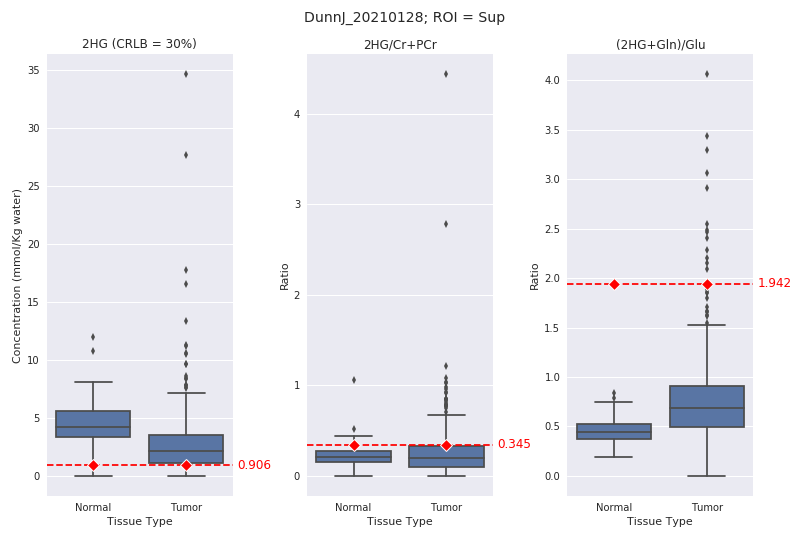 DunnJ_20210128; ROI = Sup
2HG (CRLB = 30%)
Concentration (mmol/Kg water)
35
30
25
20
15
10
5
0
0.906
Normal
Tumor
Tissue Type
2HG/Cr+PCr
Ratio
4
3
2
1
0
0.345
Normal
Tumor
Tissue Type
(2HG+Gln)/Glu
Ratio
4.0
3.5
3.0
2.5
2.0
1.5
1.0
0.5
0.0
1.942
Normal
Tumor
Tissue Type